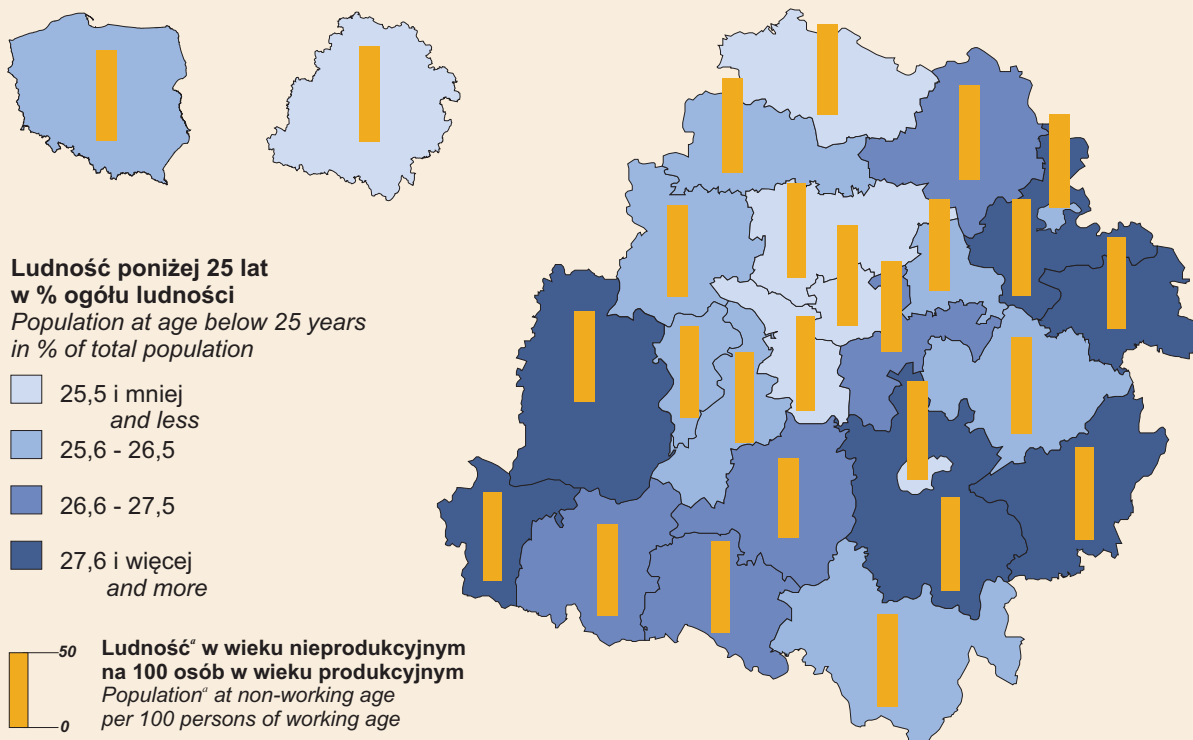 Ludność poniżej 25 lat
w % ogółu ludności
Population at age below 25 years
in % of total population
25,5 i mniej
and less
25,6 - 26,5
26,6 - 27,5
27,6 i więcej
and more
50
0
Ludnośćᵃ w wieku nieprodukcyjnym
na 100 osób w wieku produkcyjnym
Populationᵃ at non-working age
per 100 persons of working age